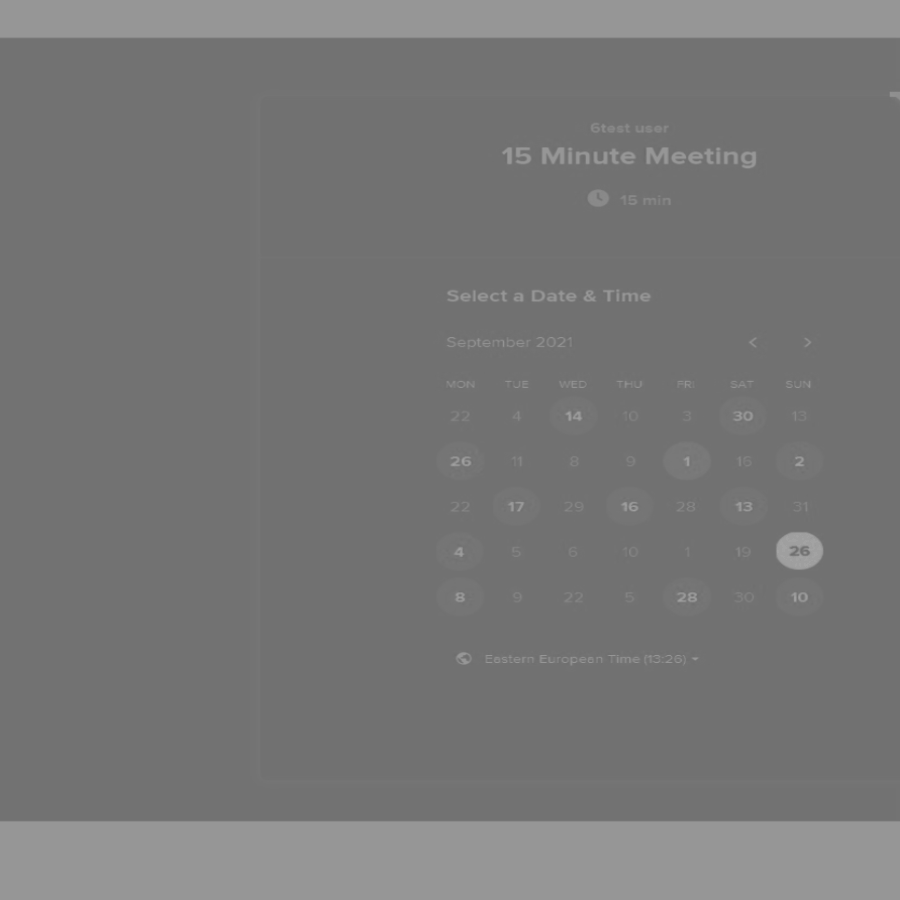 6test user
15 Minute Meeting
15 min
Select a Date & Time
September 2021
MON TUE WED THU FRI SAT SUN
22 4 14 10 3 30 13
26 11 8 9 1 16 2
22 17 29 16 28 13 31
4 5 6 10 1 19 26
8 9 22 5 28 30 10
Eastern European Time (13:26)